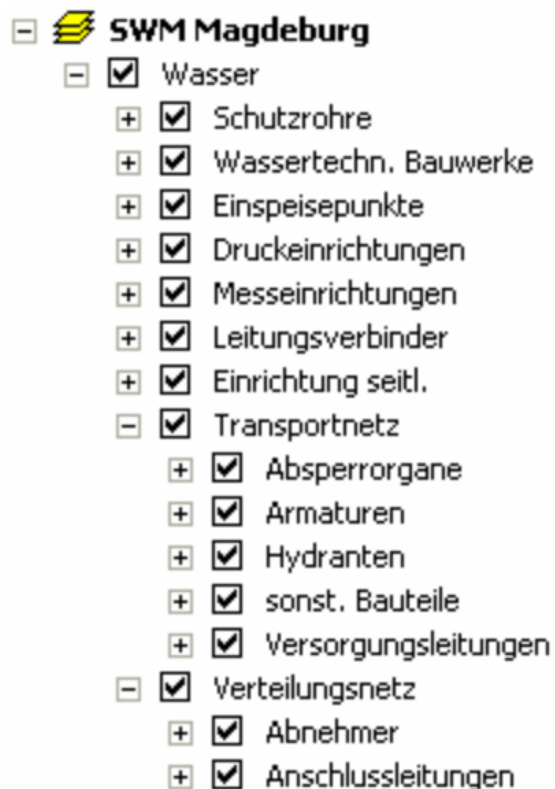 SWM Magdeburg
Wasser
Schutzrohre
Wassertechn. Bauwerke
Einspeisepunkte
Druckeinrichtungen
Messeinrichtungen
Leitungsverbinder
Einrichtung seitl.
Transportnetz
Absperrorgane
Armaturen
Hydranten
sonst. Bauteile
Versorgungsleitungen
Verteilungsnetz
Abnehmer
Anschlussleitungen